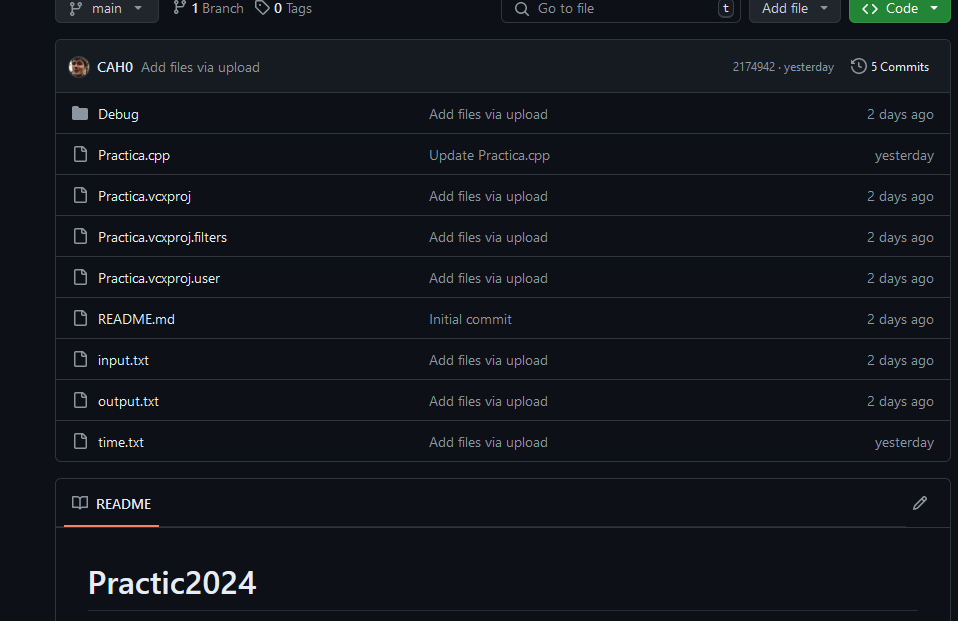 main 1 Branch 0 Tags Go to file t Add file Code
CAH0 Add files via upload 2174942 · yesterday 5 Commits
Debug Add files via upload 2 days ago
Practica.cpp Update Practica.cpp yesterday
Practica.vcxproj Add files via upload 2 days ago
Practica.vcxproj.filters Add files via upload 2 days ago
Practica.vcxproj.user Add files via upload 2 days ago
README.md Initial commit 2 days ago
input.txt Add files via upload 2 days ago
output.txt Add files via upload 2 days ago
time.txt Add files via upload yesterday
README
Practic2024